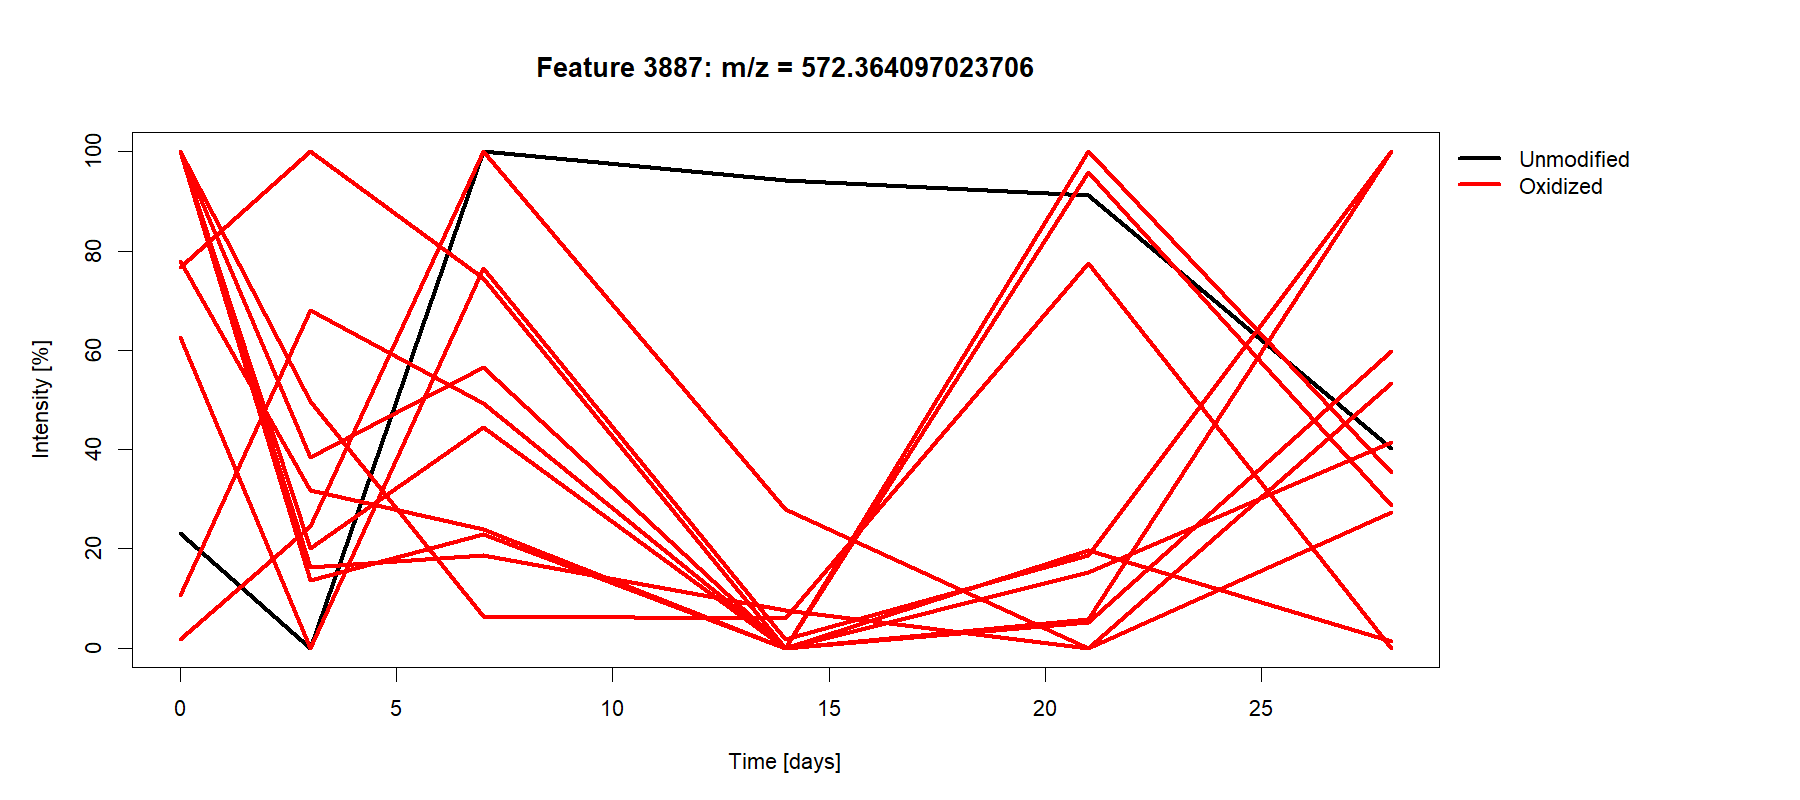 Feature 3887: m/z = 572.364097023706
Unmodified
Oxidized
Intensity [%]
100
80
60
40
20
0
0 5 10 15 20 25
Time [days]